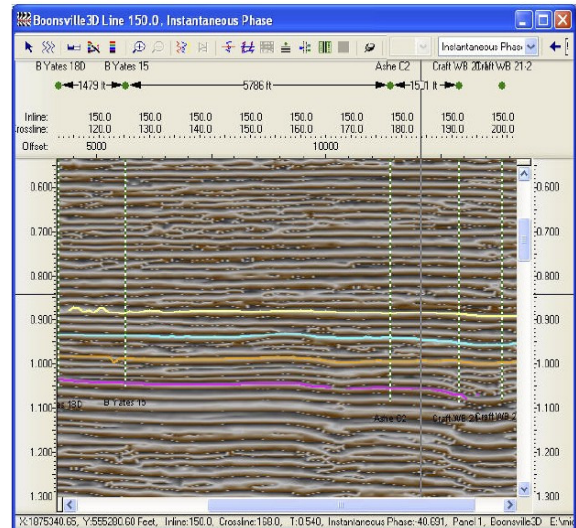 Boonsville3D Line 150.0, Instantaneous Phase
Instantaneous Phase
B Yates 18D B Yates 15 Ashe C2 Craft WB 21-2
1479 ft 5786 ft
Inline: 150.0 150.0 150.0 150.0 150.0 150.0 150.0 150.0 150.0
Crossline: 120.0 130.0 140.0 150.0 160.0 170.0 180.0 190.0 200.0
Offset: 5000 10000
0.600 0.600
0.700 0.700
0.800 0.800
0.900 0.900
1.000 1.000
1.100 1.100
B Yates 15 Ashe C2 Craft WB 2
1.200 1.200
1.300 1.300
X:1875340.65, Y:555280.60 Feet, Inline:150.0, Crossline:168.0, T:0.540, Instantaneous Phase:-40.691, Panel 1, Boonsville3D